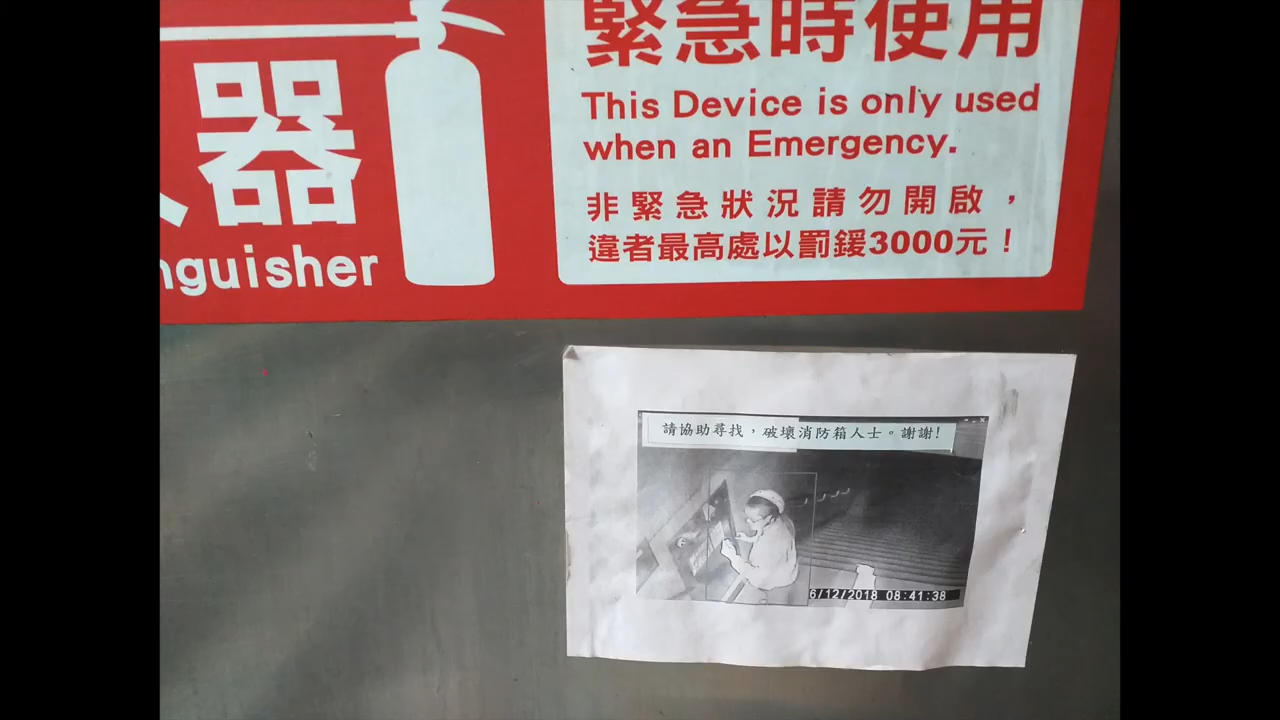 緊急時使用
This Device is only used
when an Emergency.
非緊急狀況請勿開啟，
違者最高處以罰鍰3000元！
器
nguisher
請協助尋找，破壞消防箱人士。謝謝!
6/12/2018 08:41:38